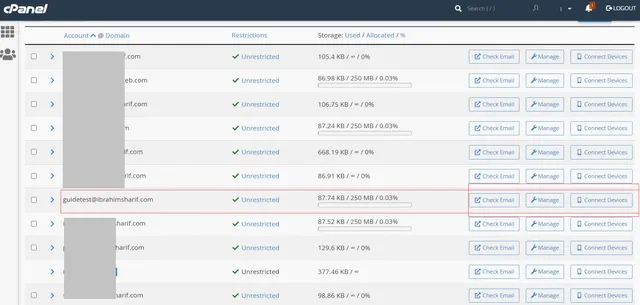 cPanel Search ( / ) LOGOUT
Account @ Domain Restrictions Storage: Used / Allocated / %
.com Unrestricted 105.4 KB / ∞ / 0% Check Email Manage Connect Devices
eb.com Unrestricted 86.98 KB / 250 MB / 0.03% Check Email Manage Connect Devices
arif.com Unrestricted 106.75 KB / ∞ / 0% Check Email Manage Connect Devices
m Unrestricted 87.24 KB / 250 MB / 0.03% Check Email Manage Connect Devices
rif.com Unrestricted 668.19 KB / ∞ / 0% Check Email Manage Connect Devices
if.com Unrestricted 86.91 KB / ∞ / 0% Check Email Manage Connect Devices
guidetest@ibrahimsharif.com Unrestricted 87.74 KB / 250 MB / 0.03% Check Email Manage Connect Devices
harif.com Unrestricted 87.52 KB / 250 MB / 0.03% Check Email Manage Connect Devices
sharif.com Unrestricted 129.6 KB / ∞ / 0% Check Email Manage Connect Devices
Unrestricted 377.46 KB / ∞ Check Email Manage Connect Devices
sharif.com Unrestricted 98.86 KB / ∞ / 0% Check Email Manage Connect Devices